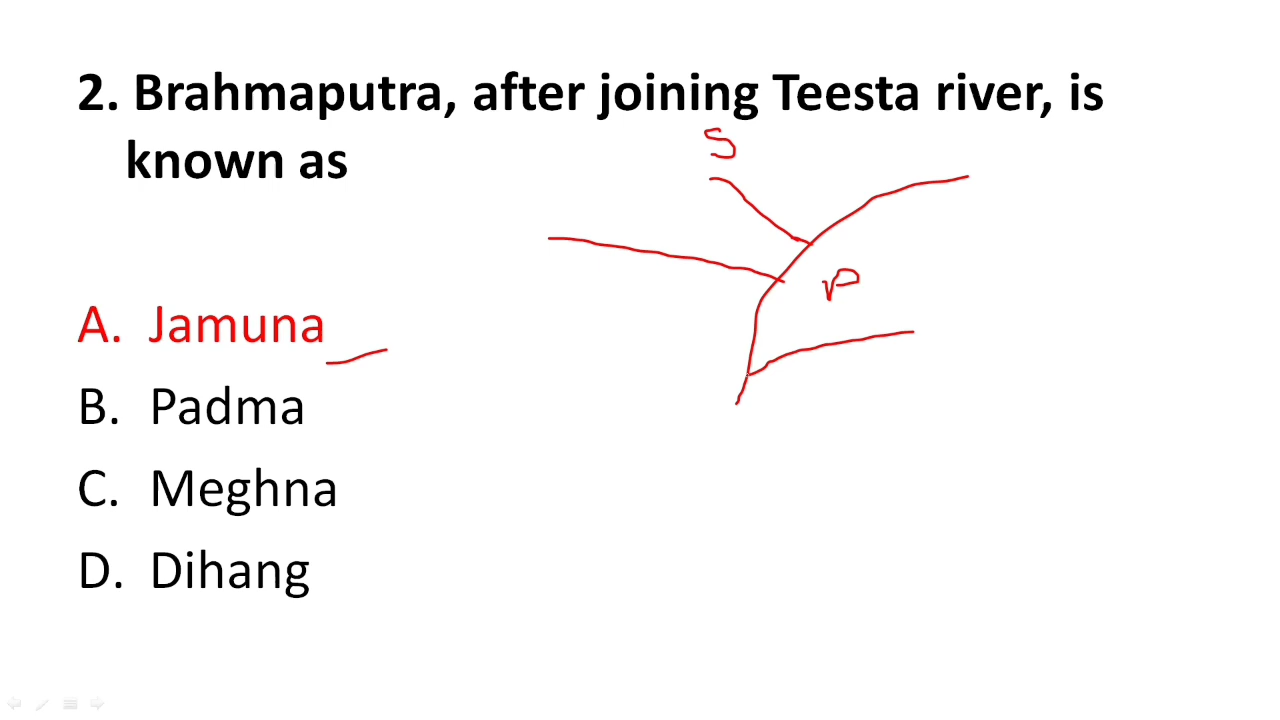 2. Brahmaputra, after joining Teesta river, is
known as
S
P
A. Jamuna
B. Padma
C. Meghna
D. Dihang